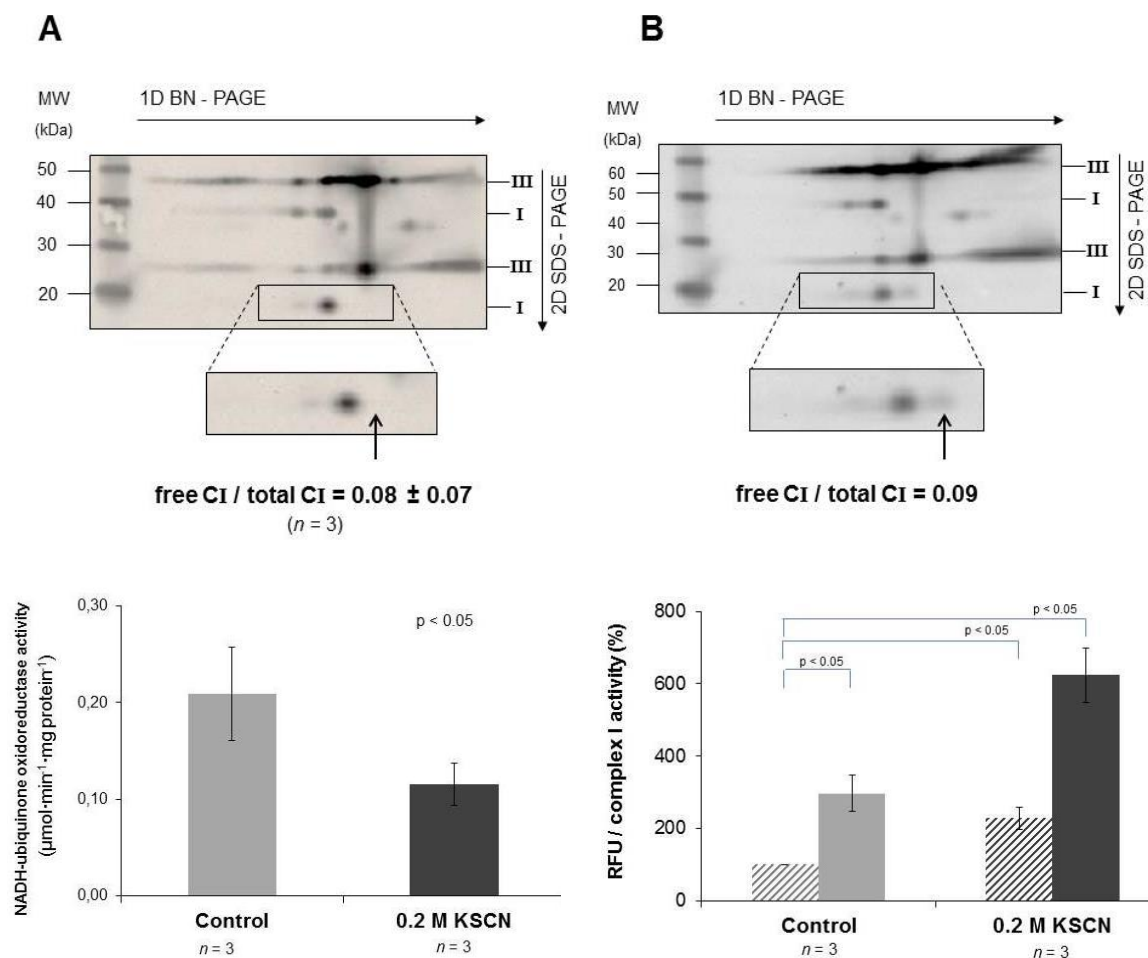 A
MW
(kDa)
1D BN - PAGE
50
40
30
20
III
I
III
I
2D SDS - PAGE
free CI / total CI = 0.08 ± 0.07
(n = 3)
B
MW
(kDa)
1D BN - PAGE
60
50
40
30
20
III
I
III
I
2D SDS - PAGE
free CI / total CI = 0.09
NADH-ubiquinone oxidoreductase activity
(µmol·min⁻¹·mg protein⁻¹)
0,30
0,20
0,10
0,00
p < 0.05
Control
0.2 M KSCN
n = 3
n = 3
RFU / complex I activity (%)
800
600
400
200
0
p < 0.05
p < 0.05
p < 0.05
Control
0.2 M KSCN
n = 3
n = 3